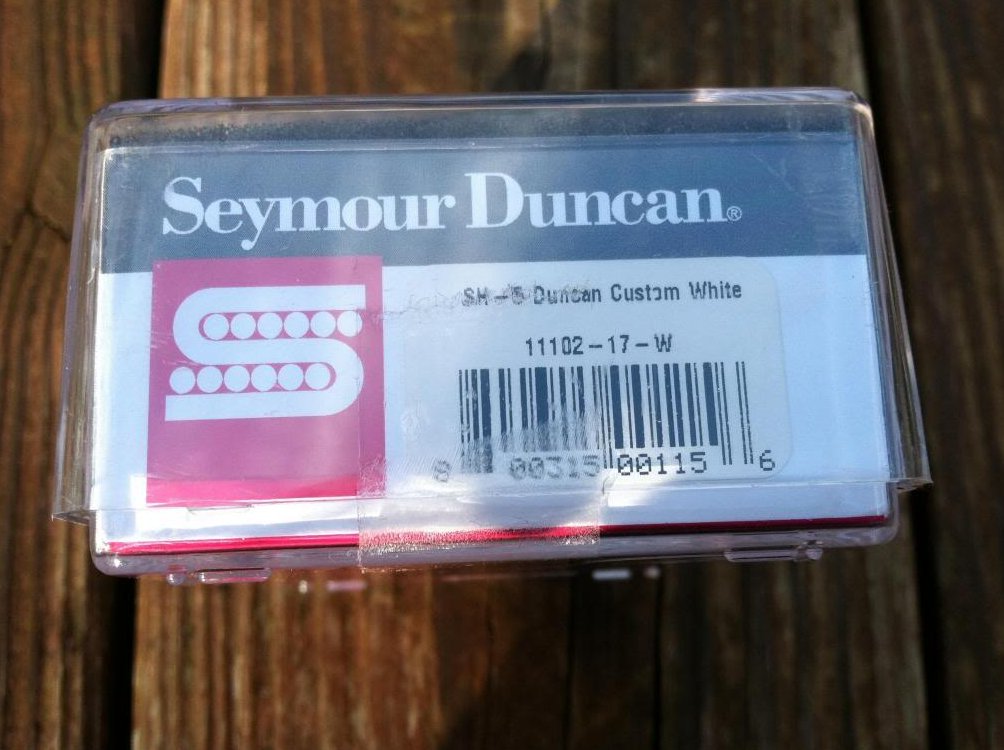 Seymour Duncan®
SH-5 Duncan Custom White
11102-17-W
8 00315 00115 6